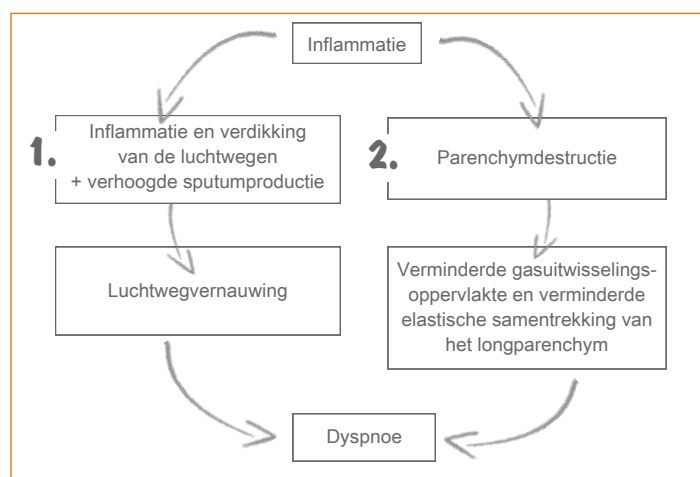 Inflammatie
1.
Inflammatie en verdikking
van de luchtwegen
+ verhoogde sputumproductie
2.
Parenchymdestructie
Luchtwegvernauwing
Verminderde gasuitwisselings-
oppervlakte en verminderde
elastische samentrekking van
het longparenchym
Dyspnoe